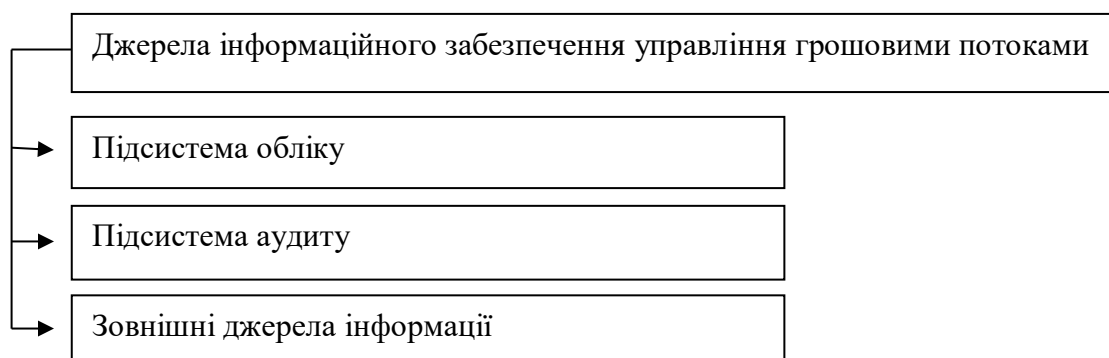 Джерела інформаційного забезпечення управління грошовими потоками
Підсистема обліку
Підсистема аудиту
Зовнішні джерела інформації